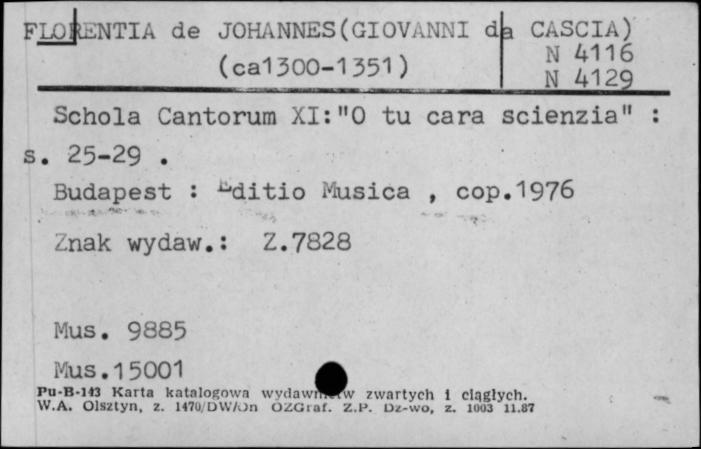 FLORENTIA de JOHANNES(GIOVANNI da CASCIA)
(ca1300-1351)
N 4116
N 4129
Schola Cantorum XI:"O tu cara scienzia" :
s. 25-29 .
Budapest : Editio Musica , cop.1976
Znak wydaw.: Z.7828
Mus. 9885
Mus.15001
Pu-B-143 Karta katalogowa wydawnictw zwartych i ciągłych.
W.A. Olsztyn, z. 1470/DW/Dn OZGraf. Z.P. Dz-wo, z. 1003 11.87